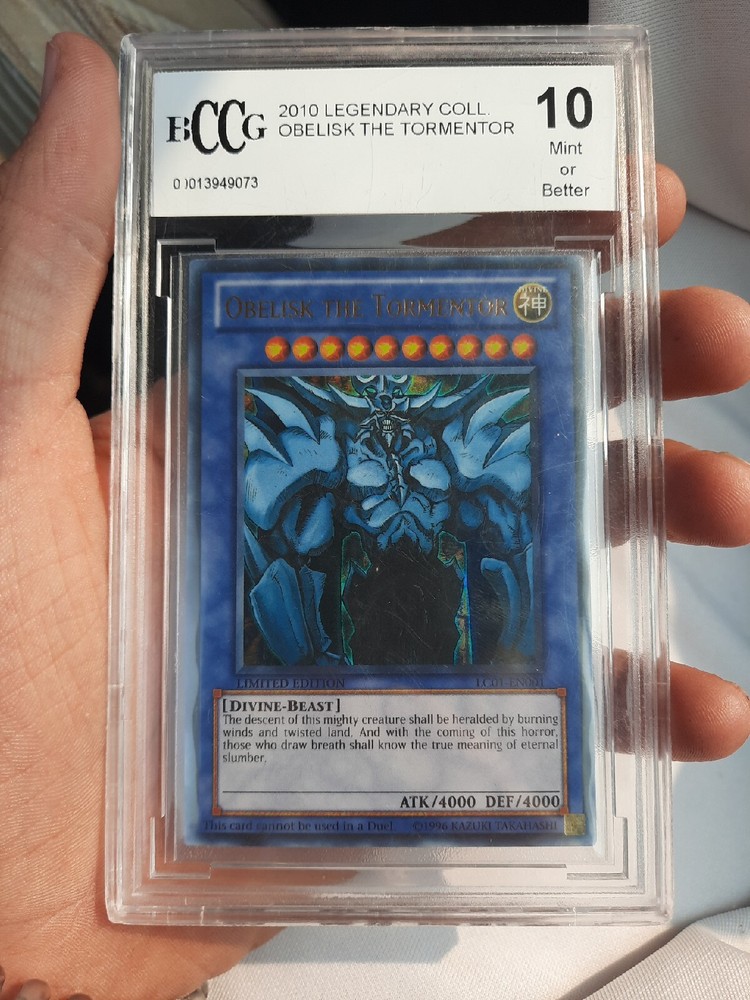 BCCG
2010 LEGENDARY COLL.
OBELISK THE TORMENTOR
10
Mint
or
Better
00013949073
OBELISK THE TORMENTOR
DIVINE
神
LIMITED EDITION
[DIVINE-BEAST]
The descent of this mighty creature shall be heralded by burning
winds and twisted land. And with the coming of this horror,
those who draw breath shall know the true meaning of eternal
slumber.
ATK/4000 DEF/4000
This card cannot be used in a Duel. ©1996 KAZUKI TAKAHASHI